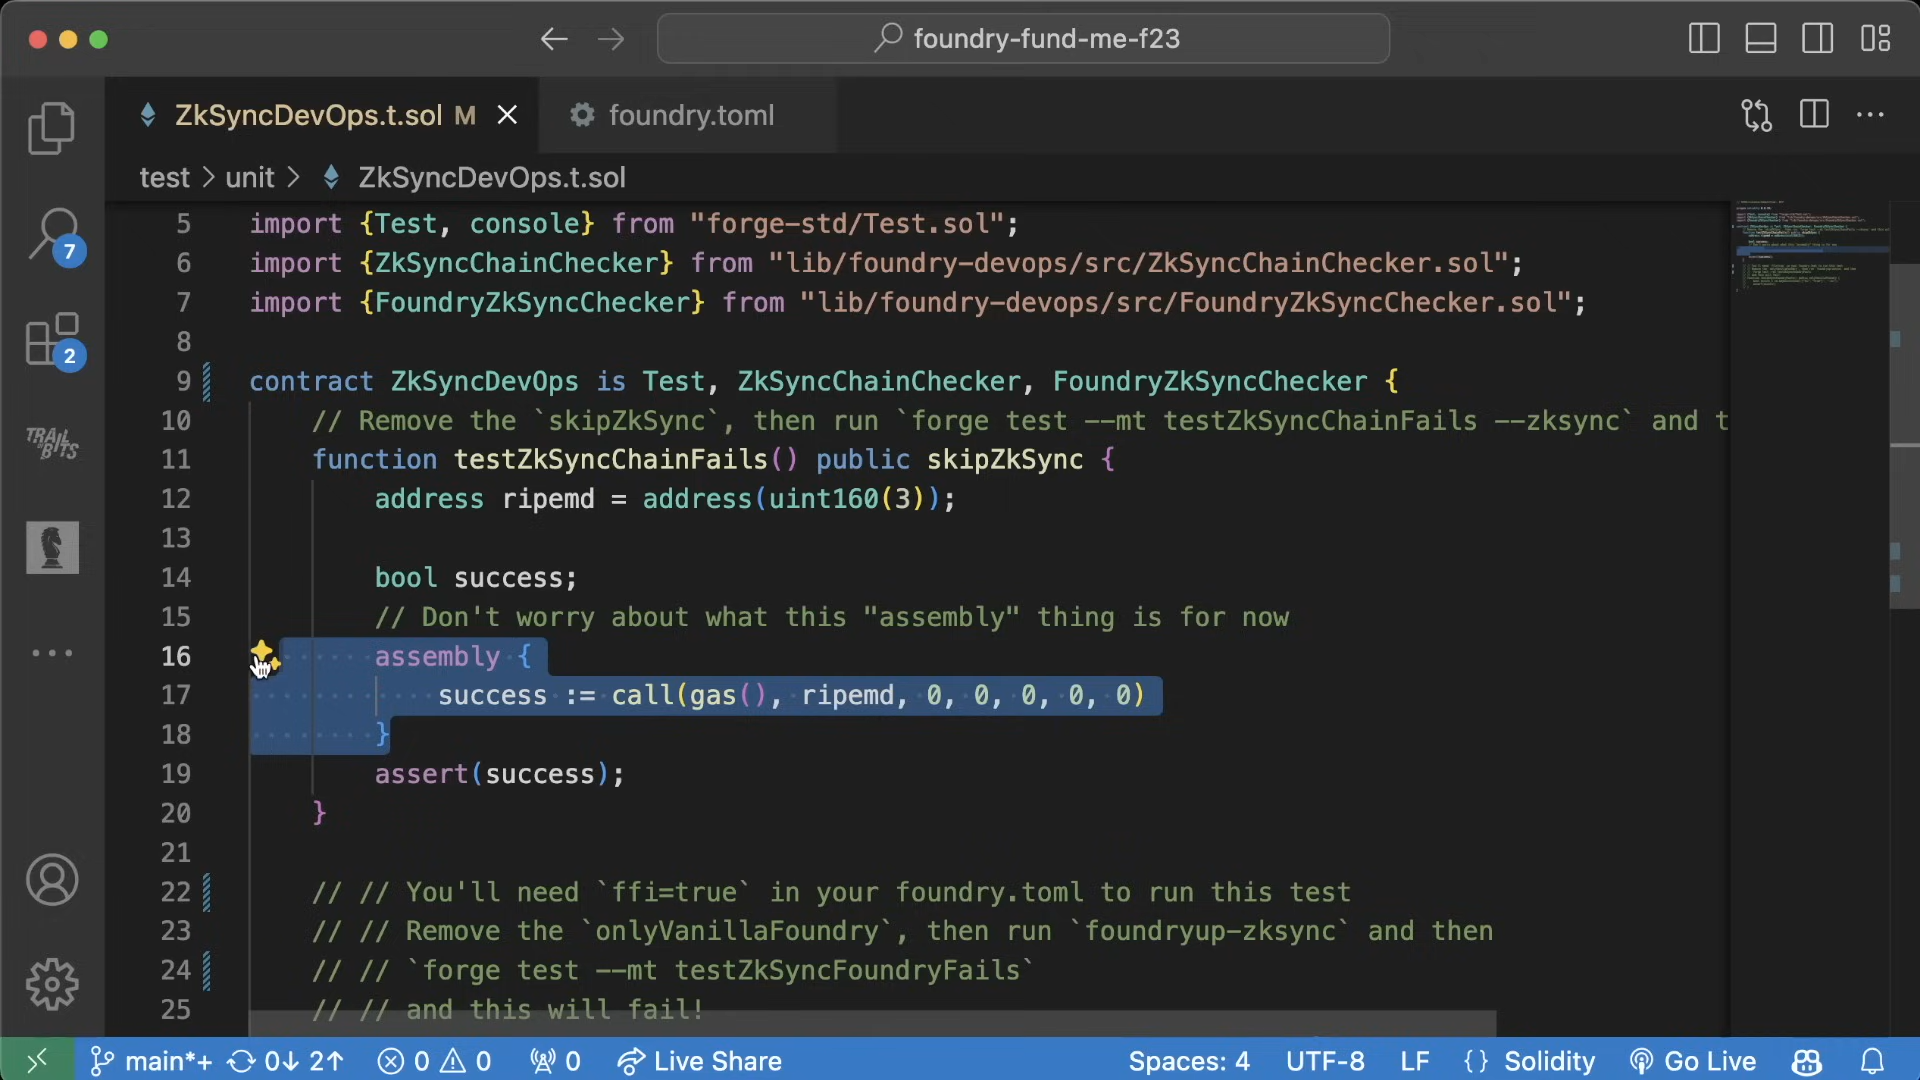 foundry-fund-me-f23
ZkSyncDevOps.t.sol M
foundry.toml
test > unit > ZkSyncDevOps.t.sol
7
2
TRAIL OF BITS
5 import {Test, console} from "forge-std/Test.sol";
6 import {ZkSyncChainChecker} from "lib/foundry-devops/src/ZkSyncChainChecker.sol";
7 import {FoundryZkSyncChecker} from "lib/foundry-devops/src/FoundryZkSyncChecker.sol";
8
9 contract ZkSyncDevOps is Test, ZkSyncChainChecker, FoundryZkSyncChecker {
10 // Remove the `skipZkSync`, then run `forge test --mt testZkSyncChainFails --zksync` and t
11 function testZkSyncChainFails() public skipZkSync {
12 address ripemd = address(uint160(3));
13
14 bool success;
15 // Don't worry about what this "assembly" thing is for now
16 assembly {
17 success := call(gas(), ripemd, 0, 0, 0, 0, 0)
18 }
19 assert(success);
20 }
21
22 // // You'll need `ffi=true` in your foundry.toml to run this test
23 // // Remove the `onlyVanillaFoundry`, then run `foundryup-zksync` and then
24 // // `forge test --mt testZkSyncFoundryFails`
25 // // and this will fail!
main*+ 0↓ 2↑ 0 0 0 Live Share Spaces: 4 UTF-8 LF {} Solidity Go Live